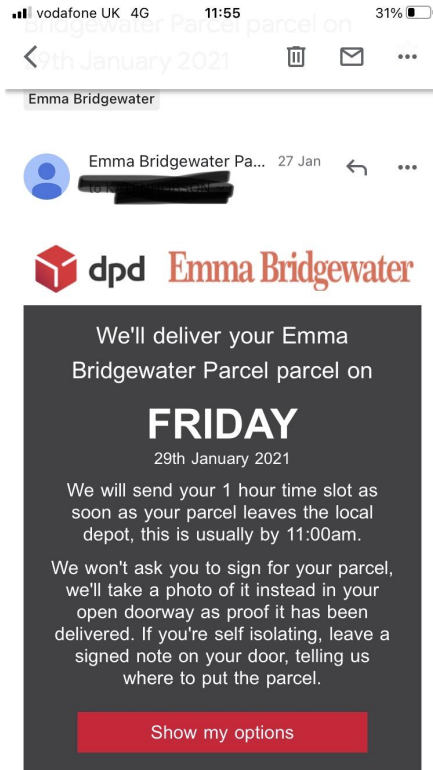 vodafone UK 4G 11:55 31%
Bridgewater Parcel parcel on
29th January 2021
Emma Bridgewater
Emma Bridgewater Pa... 27 Jan
to
dpd Emma Bridgewater
We'll deliver your Emma
Bridgewater Parcel parcel on
FRIDAY
29th January 2021
We will send your 1 hour time slot as
soon as your parcel leaves the local
depot, this is usually by 11:00am.
We won't ask you to sign for your parcel,
we'll take a photo of it instead in your
open doorway as proof it has been
delivered. If you're self isolating, leave a
signed note on your door, telling us
where to put the parcel.
Show my options